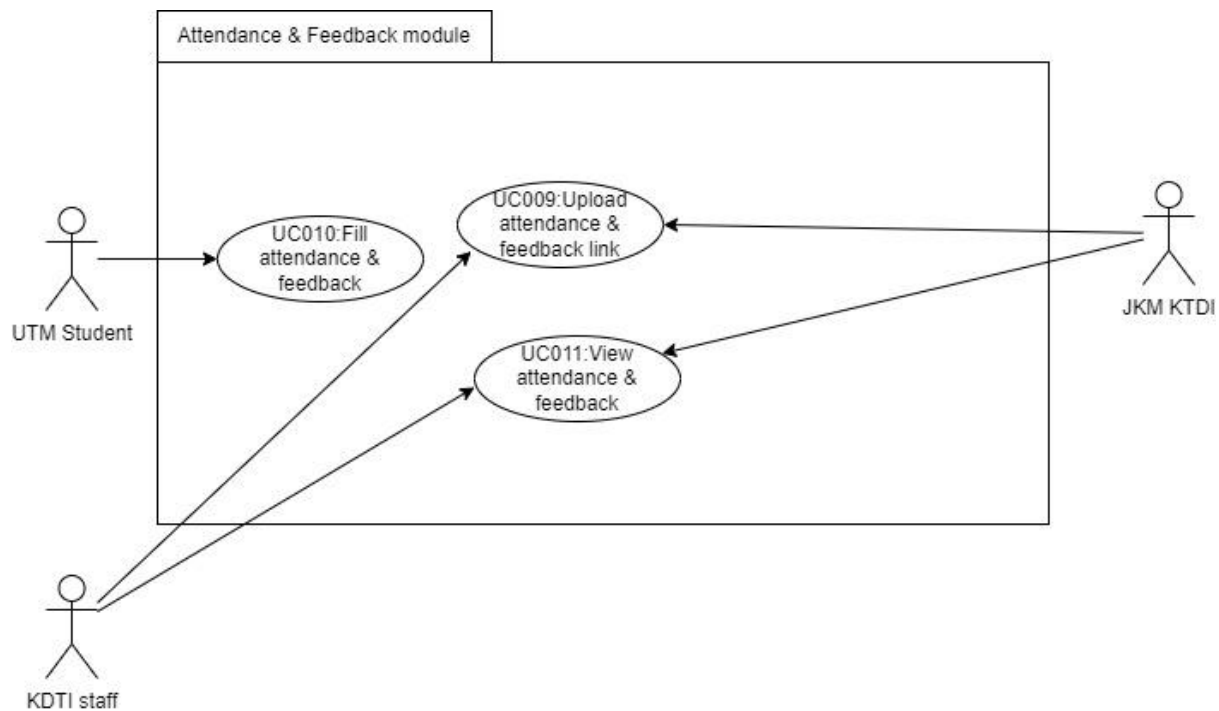 Attendance & Feedback module
UC009:Upload
attendance &
feedback link
UC010:Fill
attendance &
feedback
UTM Student
JKM KTDI
UC011:View
attendance &
feedback
KDTI staff